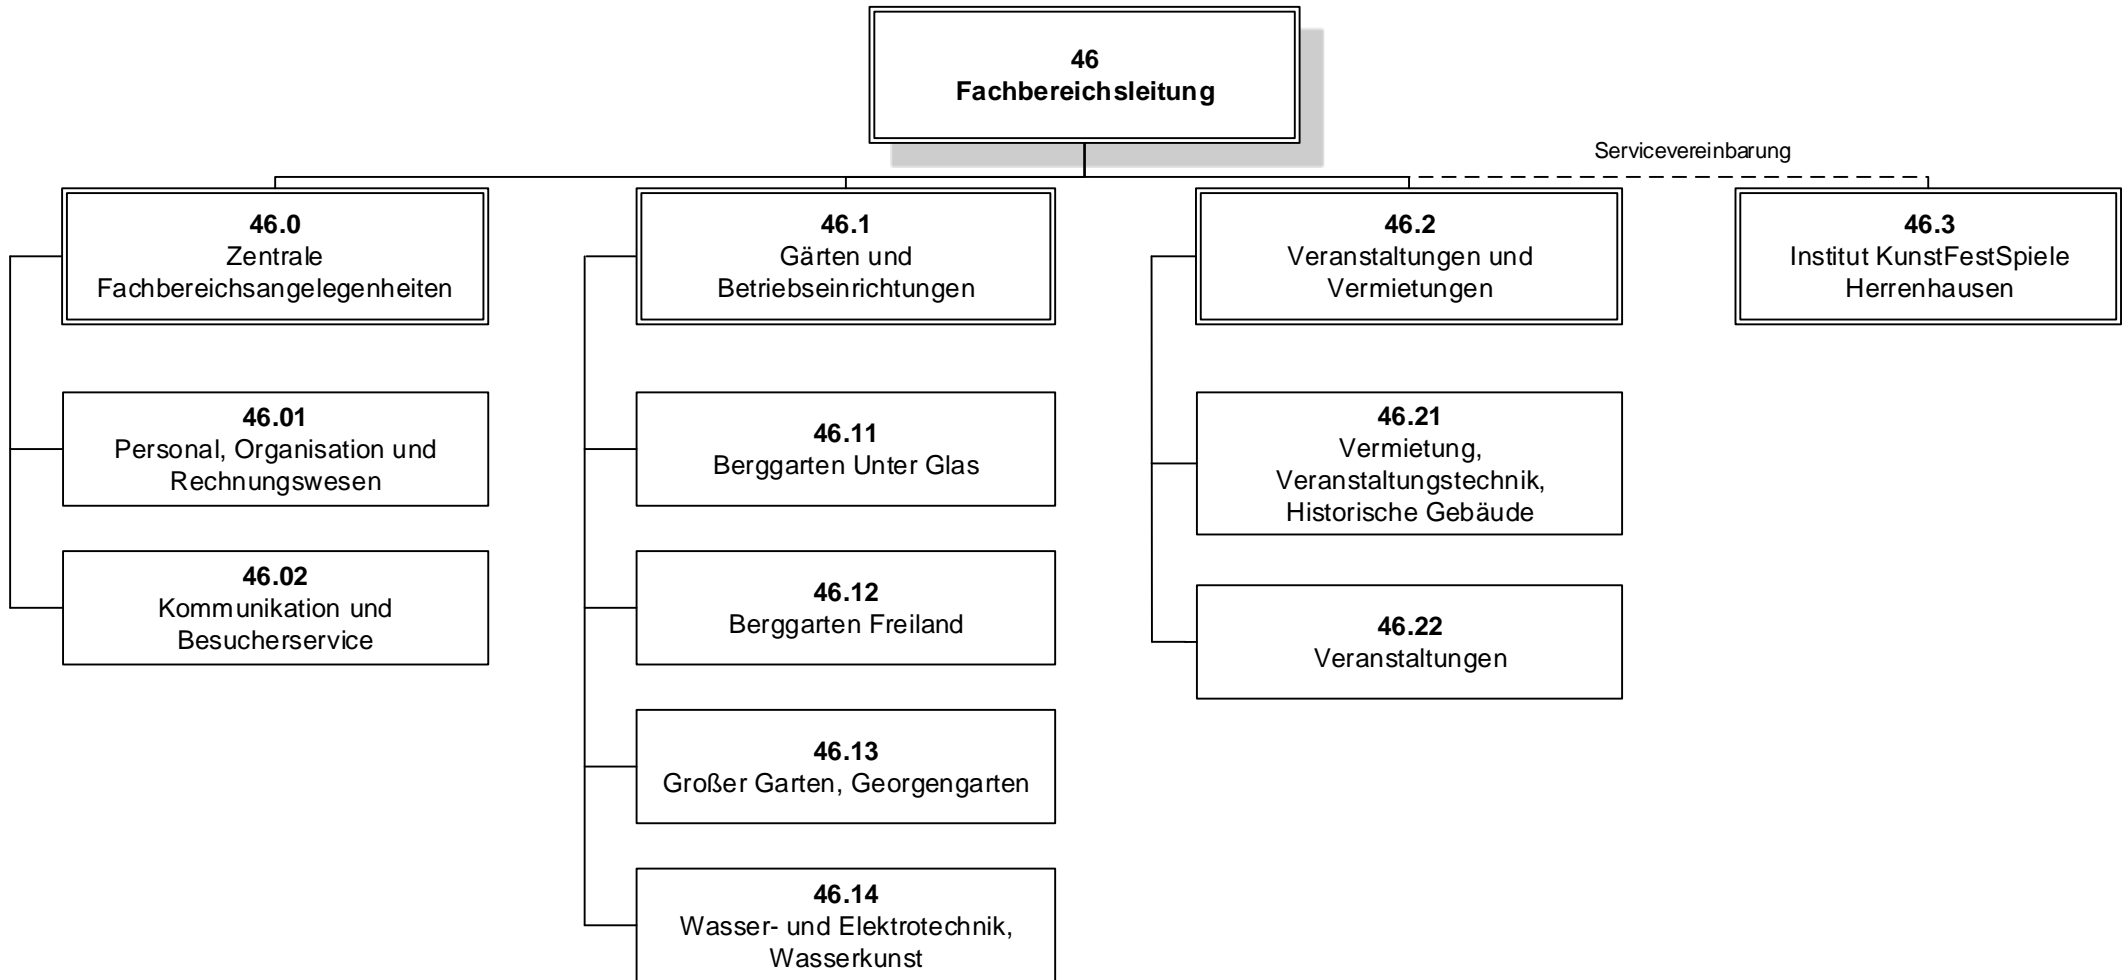 46
Fachbereichsleitung
Servicevereinbarung
46.0
Zentrale
Fachbereichsangelegenheiten
46.01
Personal, Organisation und
Rechnungswesen
46.02
Kommunikation und
Besucherservice
46.1
Gärten und
Betriebseinrichtungen
46.11
Berggarten Unter Glas
46.12
Berggarten Freiland
46.13
Großer Garten, Georgengarten
46.14
Wasser- und Elektrotechnik,
Wasserkunst
46.2
Veranstaltungen und
Vermietungen
46.21
Vermietung,
Veranstaltungstechnik,
Historische Gebäude
46.22
Veranstaltungen
46.3
Institut KunstFestSpiele
Herrenhausen